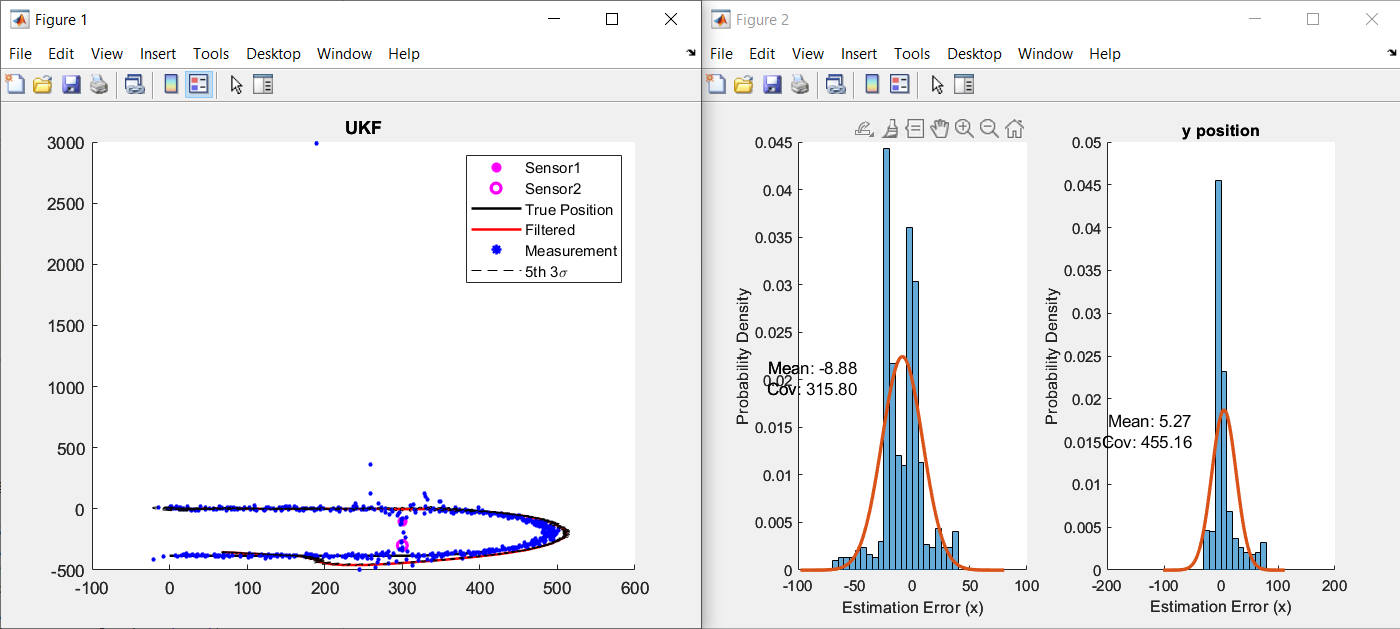 Figure 1
File Edit View Insert Tools Desktop Window Help
UKF
3000
2500
2000
1500
1000
500
0
-500
-100 0 100 200 300 400 500 600
Sensor1
Sensor2
True Position
Filtered
Measurement
5th 3σ
Figure 2
File Edit View Insert Tools Desktop Window Help
0.045
0.04
0.035
0.03
0.025
0.02
0.015
0.01
0.005
0
Probability Density
Mean: -8.88
Cov: 315.80
-100 -50 0 50 100
Estimation Error (x)
y position
0.05
0.045
0.04
0.035
0.03
0.025
0.02
0.015
0.01
0.005
0
Probability Density
Mean: 5.27
Cov: 455.16
-200 -100 0 100 200
Estimation Error (x)